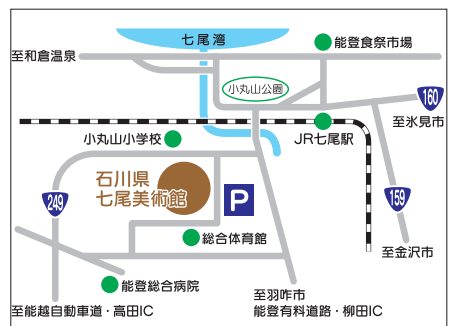 七尾湾
能登食祭市場
至和倉温泉
小丸山公園
160
至氷見市
小丸山小学校
JR七尾駅
石川県
七尾美術館
249
P
159
総合体育館
至金沢市
能登総合病院
至羽咋市
至能越自動車道・高田IC
能登有料道路・柳田IC